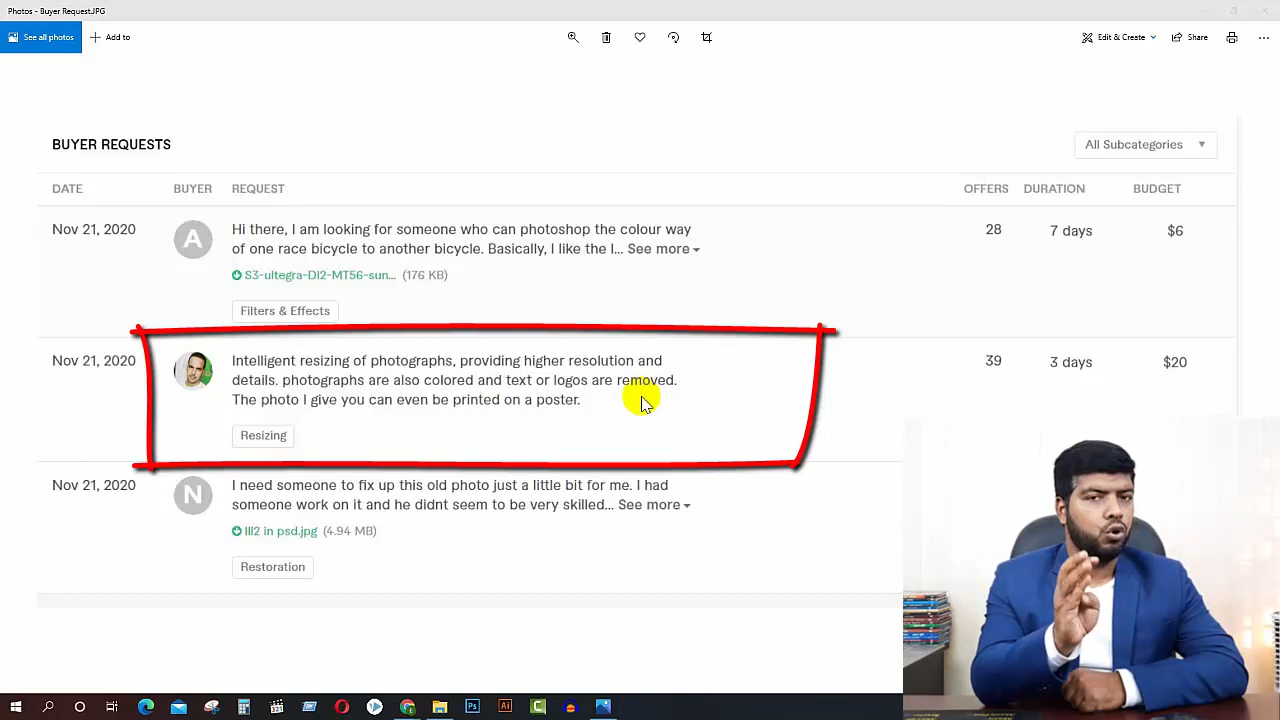 Photos - Buyer Request.JPG
See all photos
Add to
Edit & Create
Share
BUYER REQUESTS
All Subcategories
DATE BUYER REQUEST OFFERS DURATION BUDGET
Nov 21, 2020 A Hi there, I am looking for someone who can photoshop the colour way 28 7 days $6
of one race bicycle to another bicycle. Basically, I like the l... See more
S3-ultegra-DI2-MT56-sun... (176 KB)
Filters & Effects
Nov 21, 2020 Intelligent resizing of photographs, providing higher resolution and 39 3 days $20
details. photographs are also colored and text or logos are removed.
The photo I give you can even be printed on a poster.
Resizing
Nov 21, 2020 N I need someone to fix up this old photo just a little bit for me. I had
someone work on it and he didnt seem to be very skilled... See more
III2 in psd.jpg (4.94 MB)
Restoration
Ps Ai